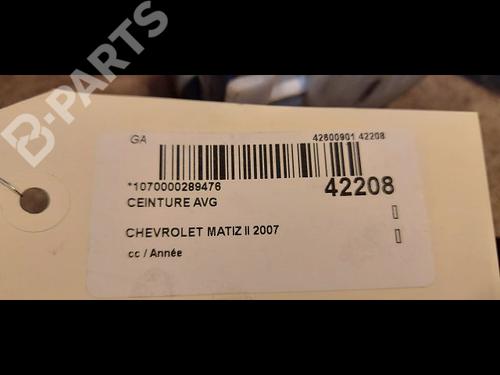 B-PARTS
GA
42600901 42208
*1070000289476
42208
CEINTURE AVG
CHEVROLET MATIZ II 2007
cc / Année